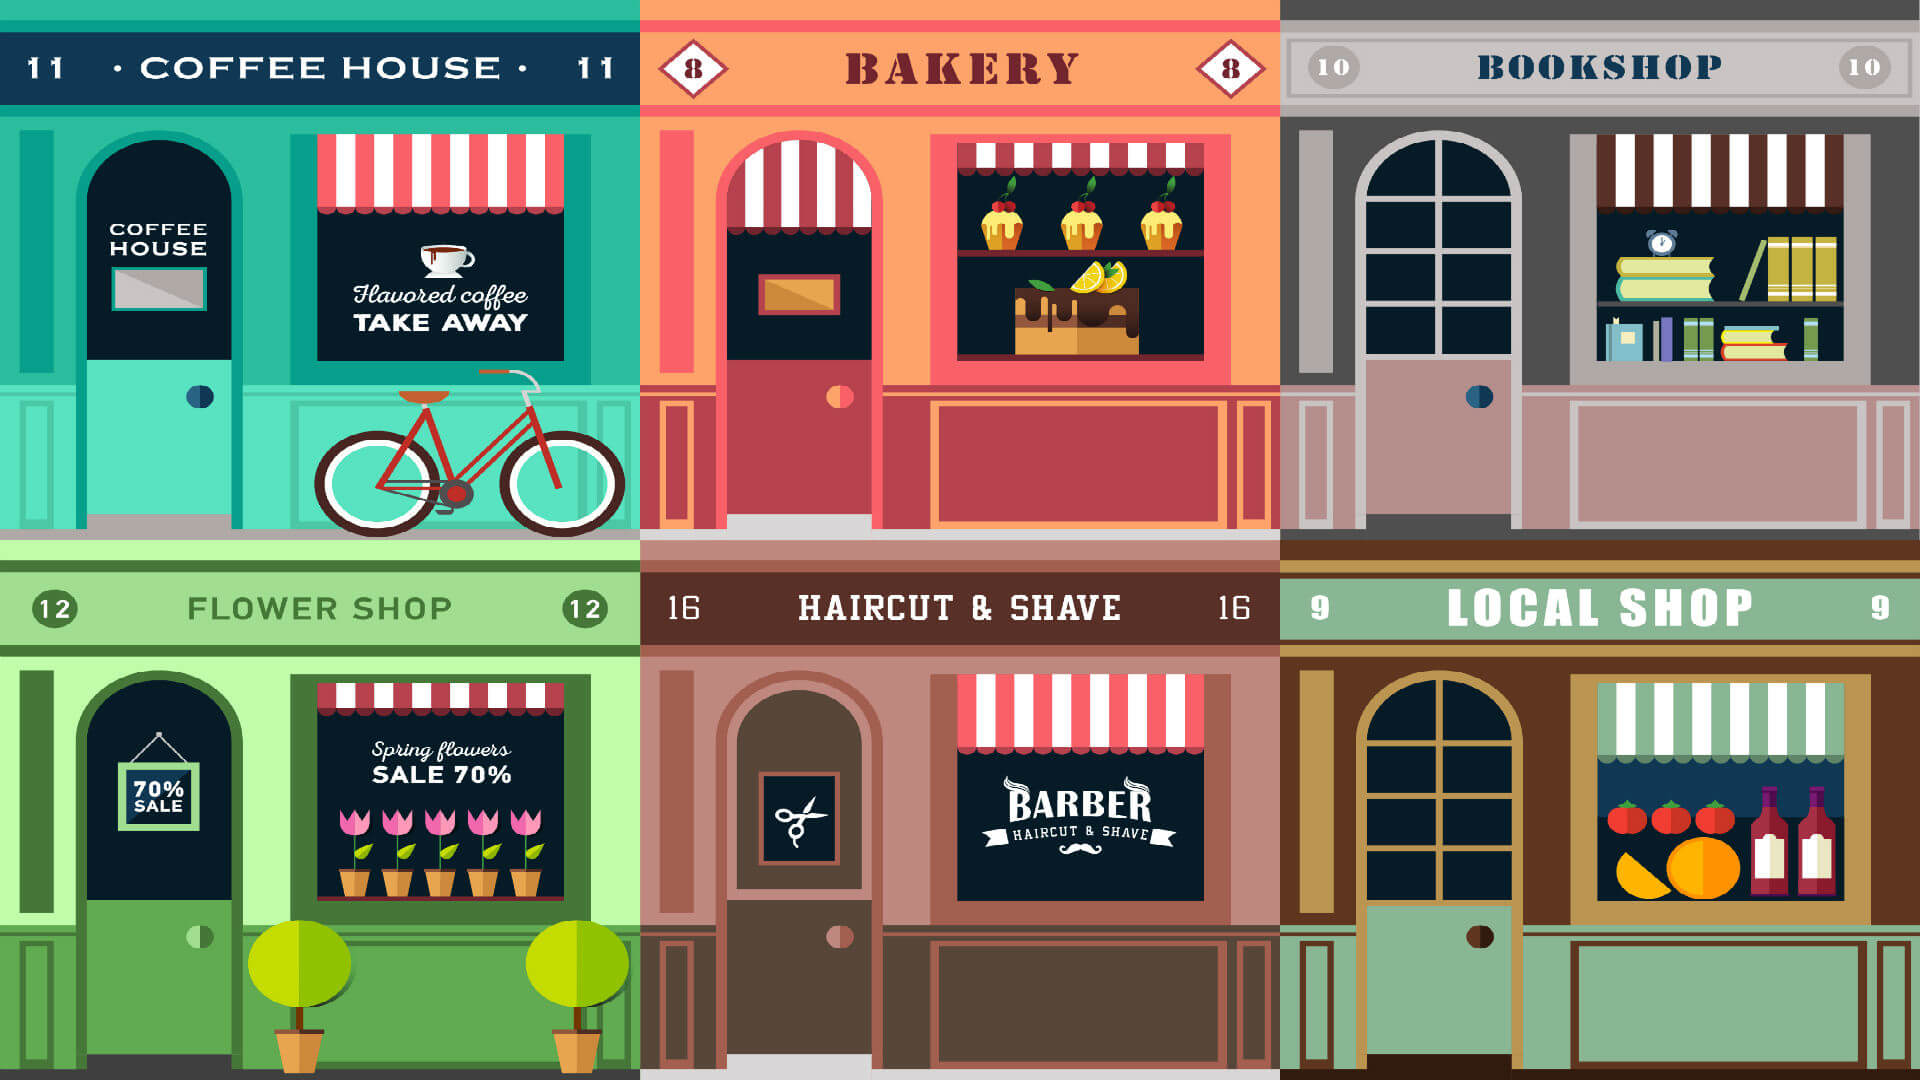 11 · COFFEE HOUSE · 11
COFFEE
HOUSE
Flavored coffee
TAKE AWAY
8 BAKERY 8
10 BOOKSHOP 10
12 FLOWER SHOP 12
70%
SALE
Spring flowers
SALE 70%
16 HAIRCUT & SHAVE 16
BARBER
HAIRCUT & SHAVE
9 LOCAL SHOP 9